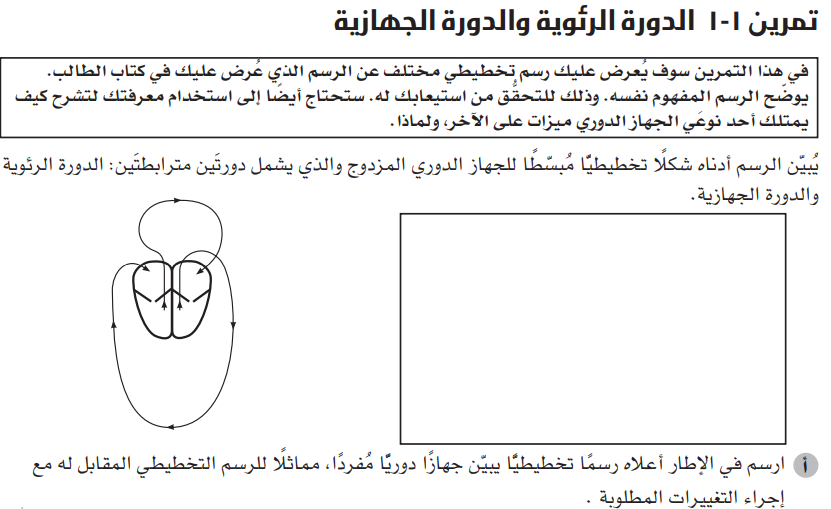 تمرين ١-١ الدورة الرئوية والدورة الجهازية
في هذا التمرين سوف يُعرض عليك رسم تخطيطي مختلف عن الرسم الذي عُرض عليك في كتاب الطالب.
يوضّح الرسم المفهوم نفسه. وذلك للتحقُّق من استيعابك له. ستحتاج أيضًا إلى استخدام معرفتك لتشرح كيف
يمتلك أحد نوعَي الجهاز الدوري ميزات على الآخر، ولماذا.
يُبيّن الرسم أدناه شكلًا تخطيطيًّا مُبسّطًا للجهاز الدوري المزدوج والذي يشمل دورتَين مترابطتَين: الدورة الرئوية
والدورة الجهازية.
أ ارسم في الإطار أعلاه رسمًا تخطيطيًّا يبيّن جهازًا دوريًّا مُفردًا، مماثلًا للرسم التخطيطي المقابل له مع
إجراء التغييرات المطلوبة .